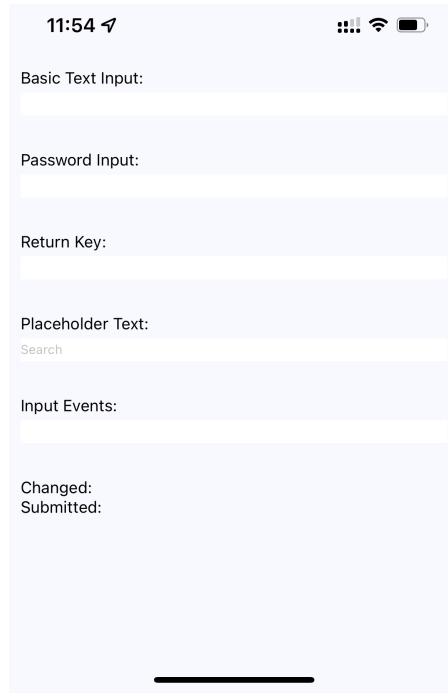 11:54
Basic Text Input:
Password Input:
Return Key:
Placeholder Text:
Search
Input Events:
Changed:
Submitted: